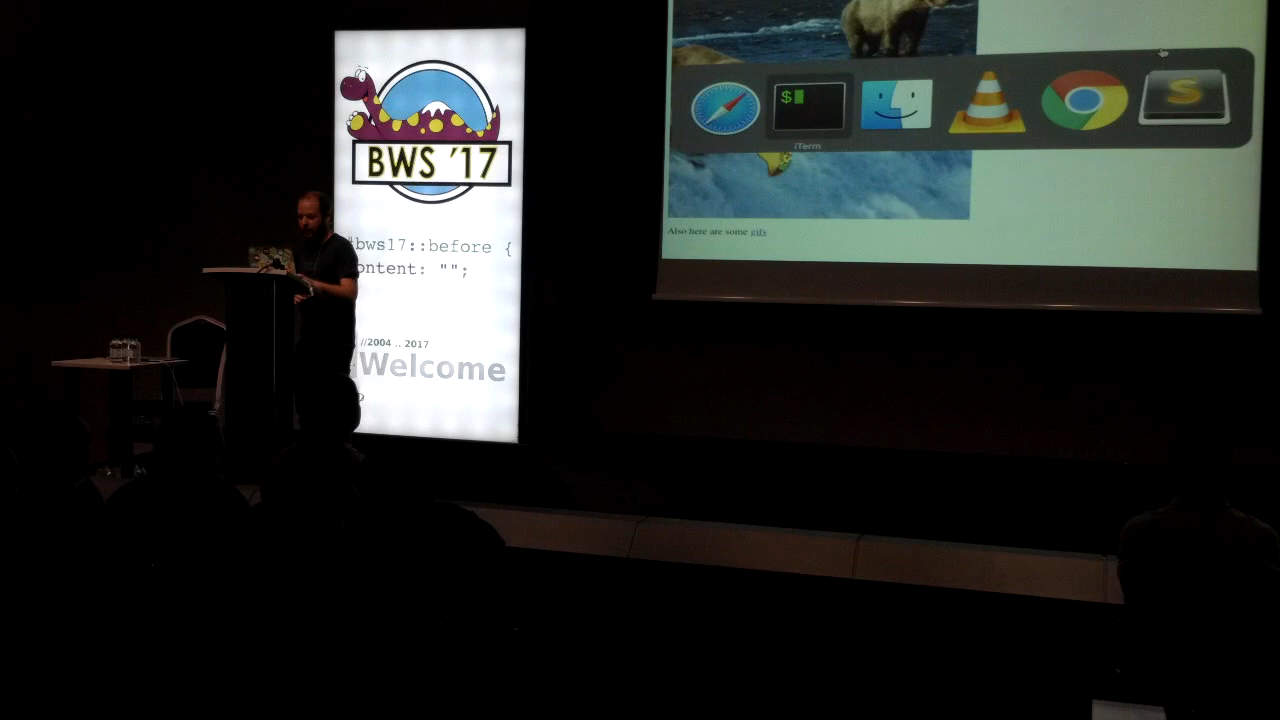 BWS '17
#bws17::before {
content: "";
//2004 .. 2017
Welcome
$
iTerm
S
Also here are some gifs